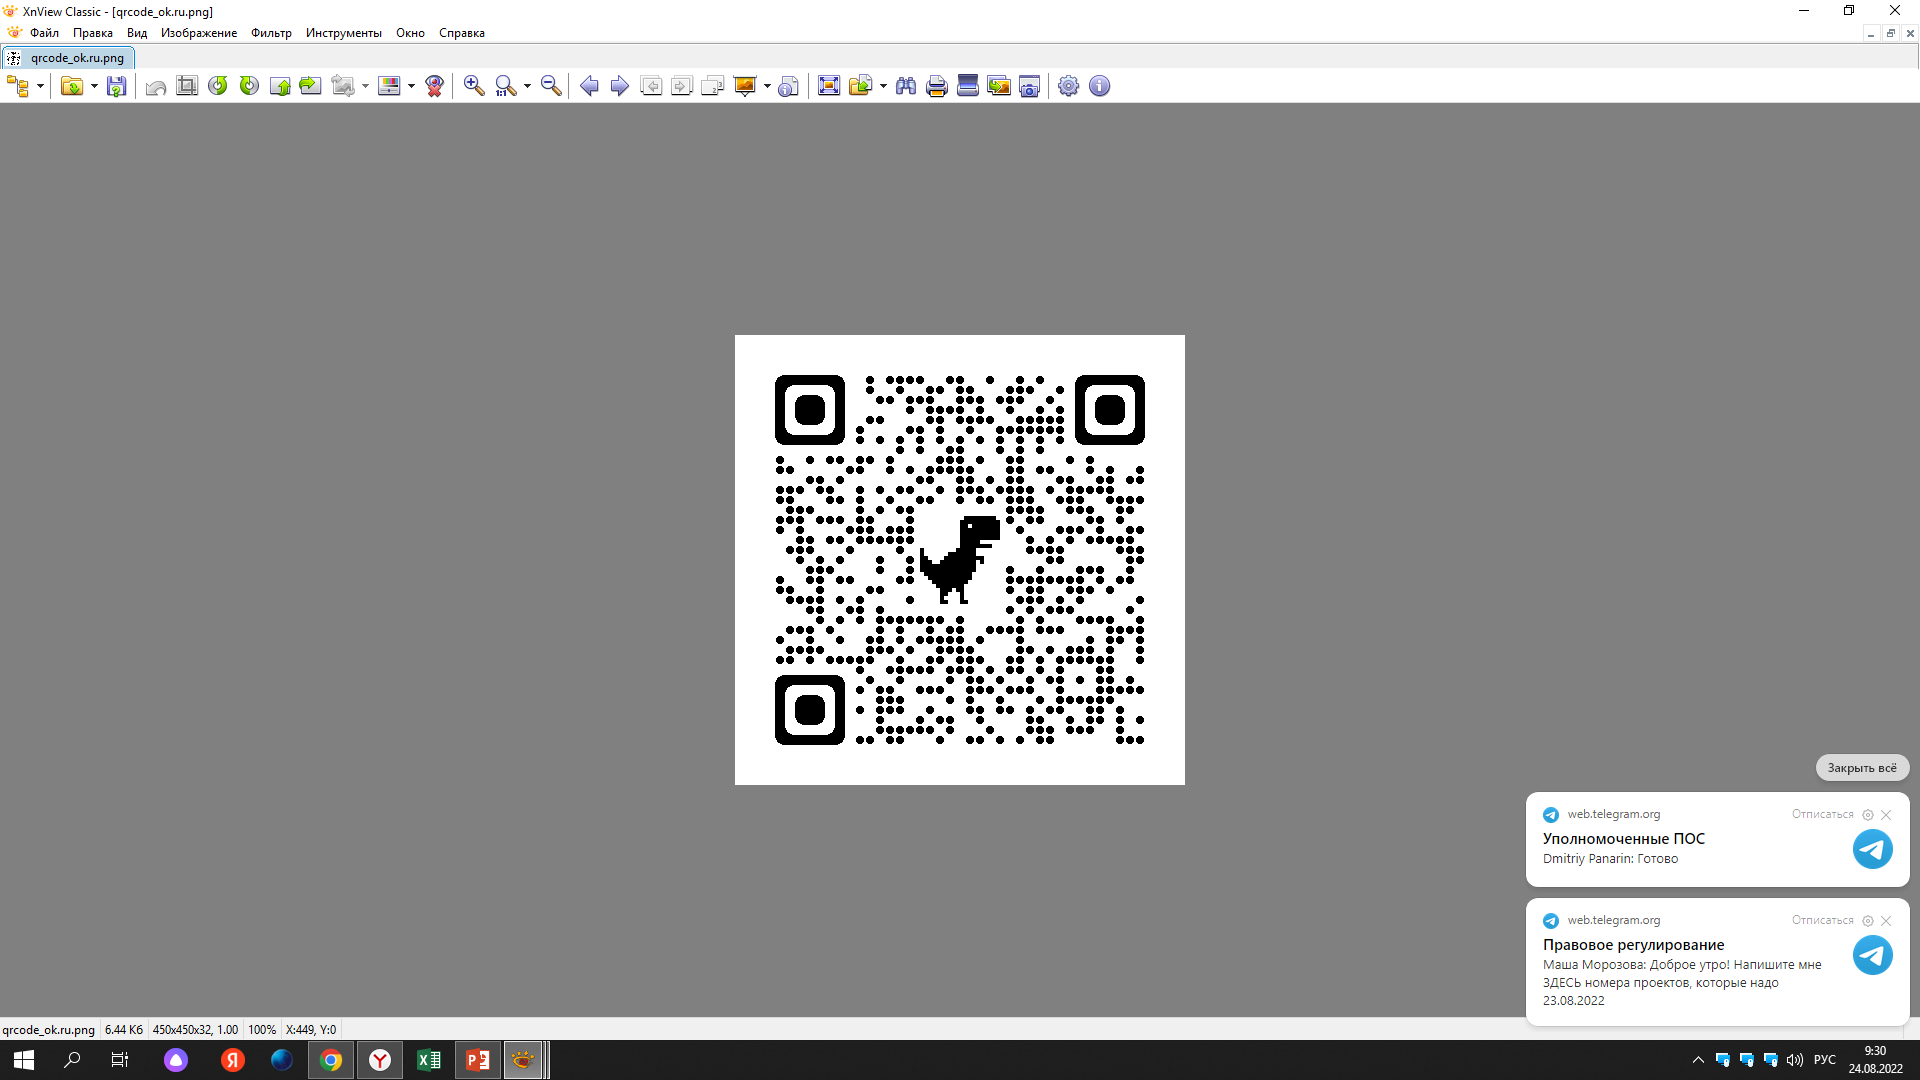 XnView Classic - [qrcode_ok.ru.png]
Файл Правка Вид Изображение Фильтр Инструменты Окно Справка
qrcode_ok.ru.png
Закрыть всё
web.telegram.org Отписаться
Уполномоченные ПОС
Dmitriy Panarin: Готово
web.telegram.org Отписаться
Правовое регулирование
Маша Морозова: Доброе утро! Напишите мне
ЗДЕСЬ номера проектов, которые надо
23.08.2022
qrcode_ok.ru.png 6.44 Кб 450x450x32, 1.00 100% X:449, Y:0
РУС
9:30
24.08.2022